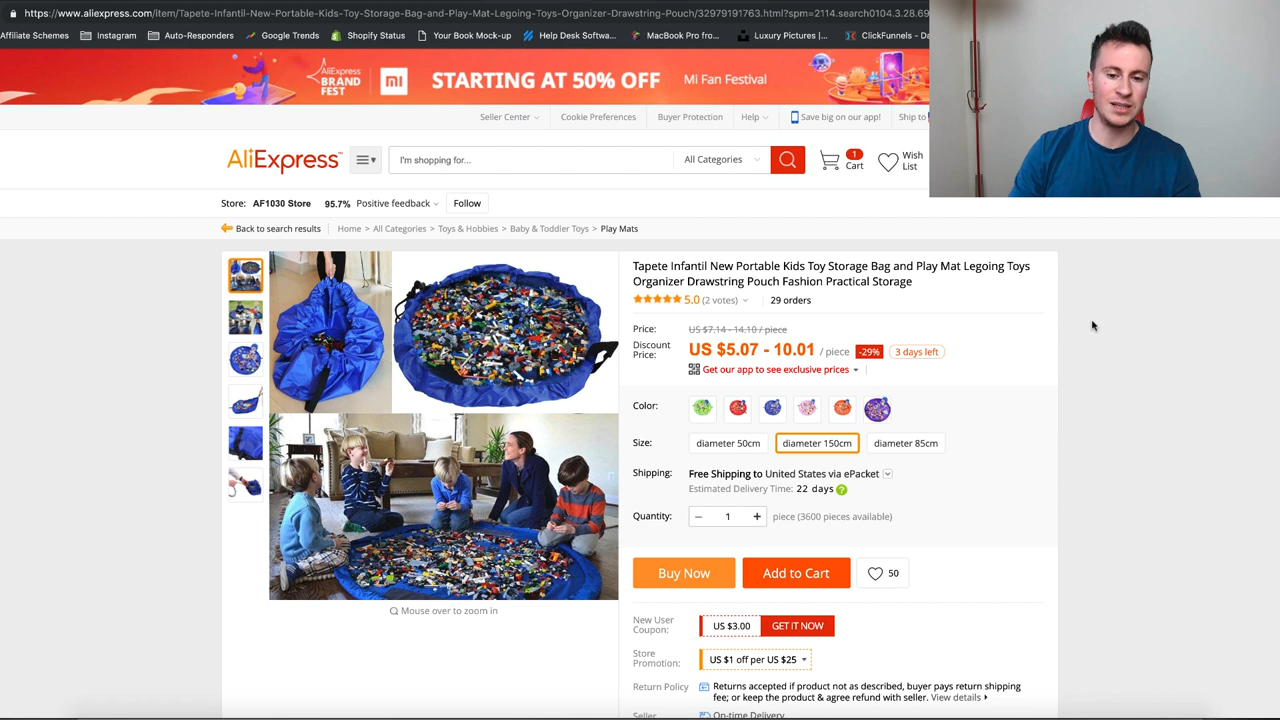 https://www.aliexpress.com/item/Tapete-Infantil-New-Portable-Kids-Toy-Storage-Bag-and-Play-Mat-Legoing-Toys-Organizer-Drawstring-Pouch/32979191763.html?spm=2114.search0104.3.28.69
Affiliate Schemes Instagram Auto-Responders Google Trends Shopify Status Your Book Mock-up Help Desk Softwa... MacBook Pro fro... Luxury Pictures |... ClickFunnels - Da
AliExpress BRAND FEST mi STARTING AT 50% OFF Mi Fan Festival
Seller Center Cookie Preferences Buyer Protection Help Save big on our app! Ship to
AliExpress I'm shopping for... All Categories 1 Cart Wish List
Store: AF1030 Store 95.7% Positive feedback Follow
Back to search results Home > All Categories > Toys & Hobbies > Baby & Toddler Toys > Play Mats
Tapete Infantil New Portable Kids Toy Storage Bag and Play Mat Legoing Toys
Organizer Drawstring Pouch Fashion Practical Storage
5.0 (2 votes) 29 orders
Price: US $7.14 - 14.10 / piece
Discount Price: US $5.07 - 10.01 / piece -29% 3 days left
Get our app to see exclusive prices
Color:
Size: diameter 50cm diameter 150cm diameter 85cm
Shipping: Free Shipping to United States via ePacket
Estimated Delivery Time: 22 days
Quantity: 1 piece (3600 pieces available)
Buy Now Add to Cart 50
Mouse over to zoom in
New User Coupon: US $3.00 GET IT NOW
Store Promotion: US $1 off per US $25
Return Policy Returns accepted if product not as described, buyer pays return shipping
fee; or keep the product & agree refund with seller. View details
Seller On-time Delivery